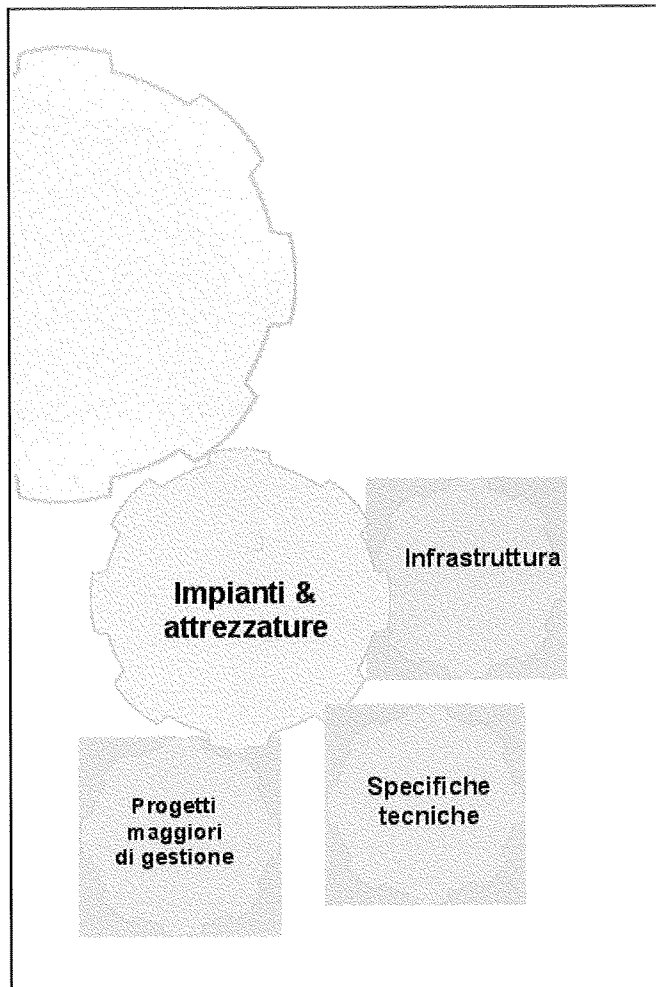 Impianti &
attrezzature
Infrastruttura
Specifiche
tecniche
Progetti
maggiori
di gestione